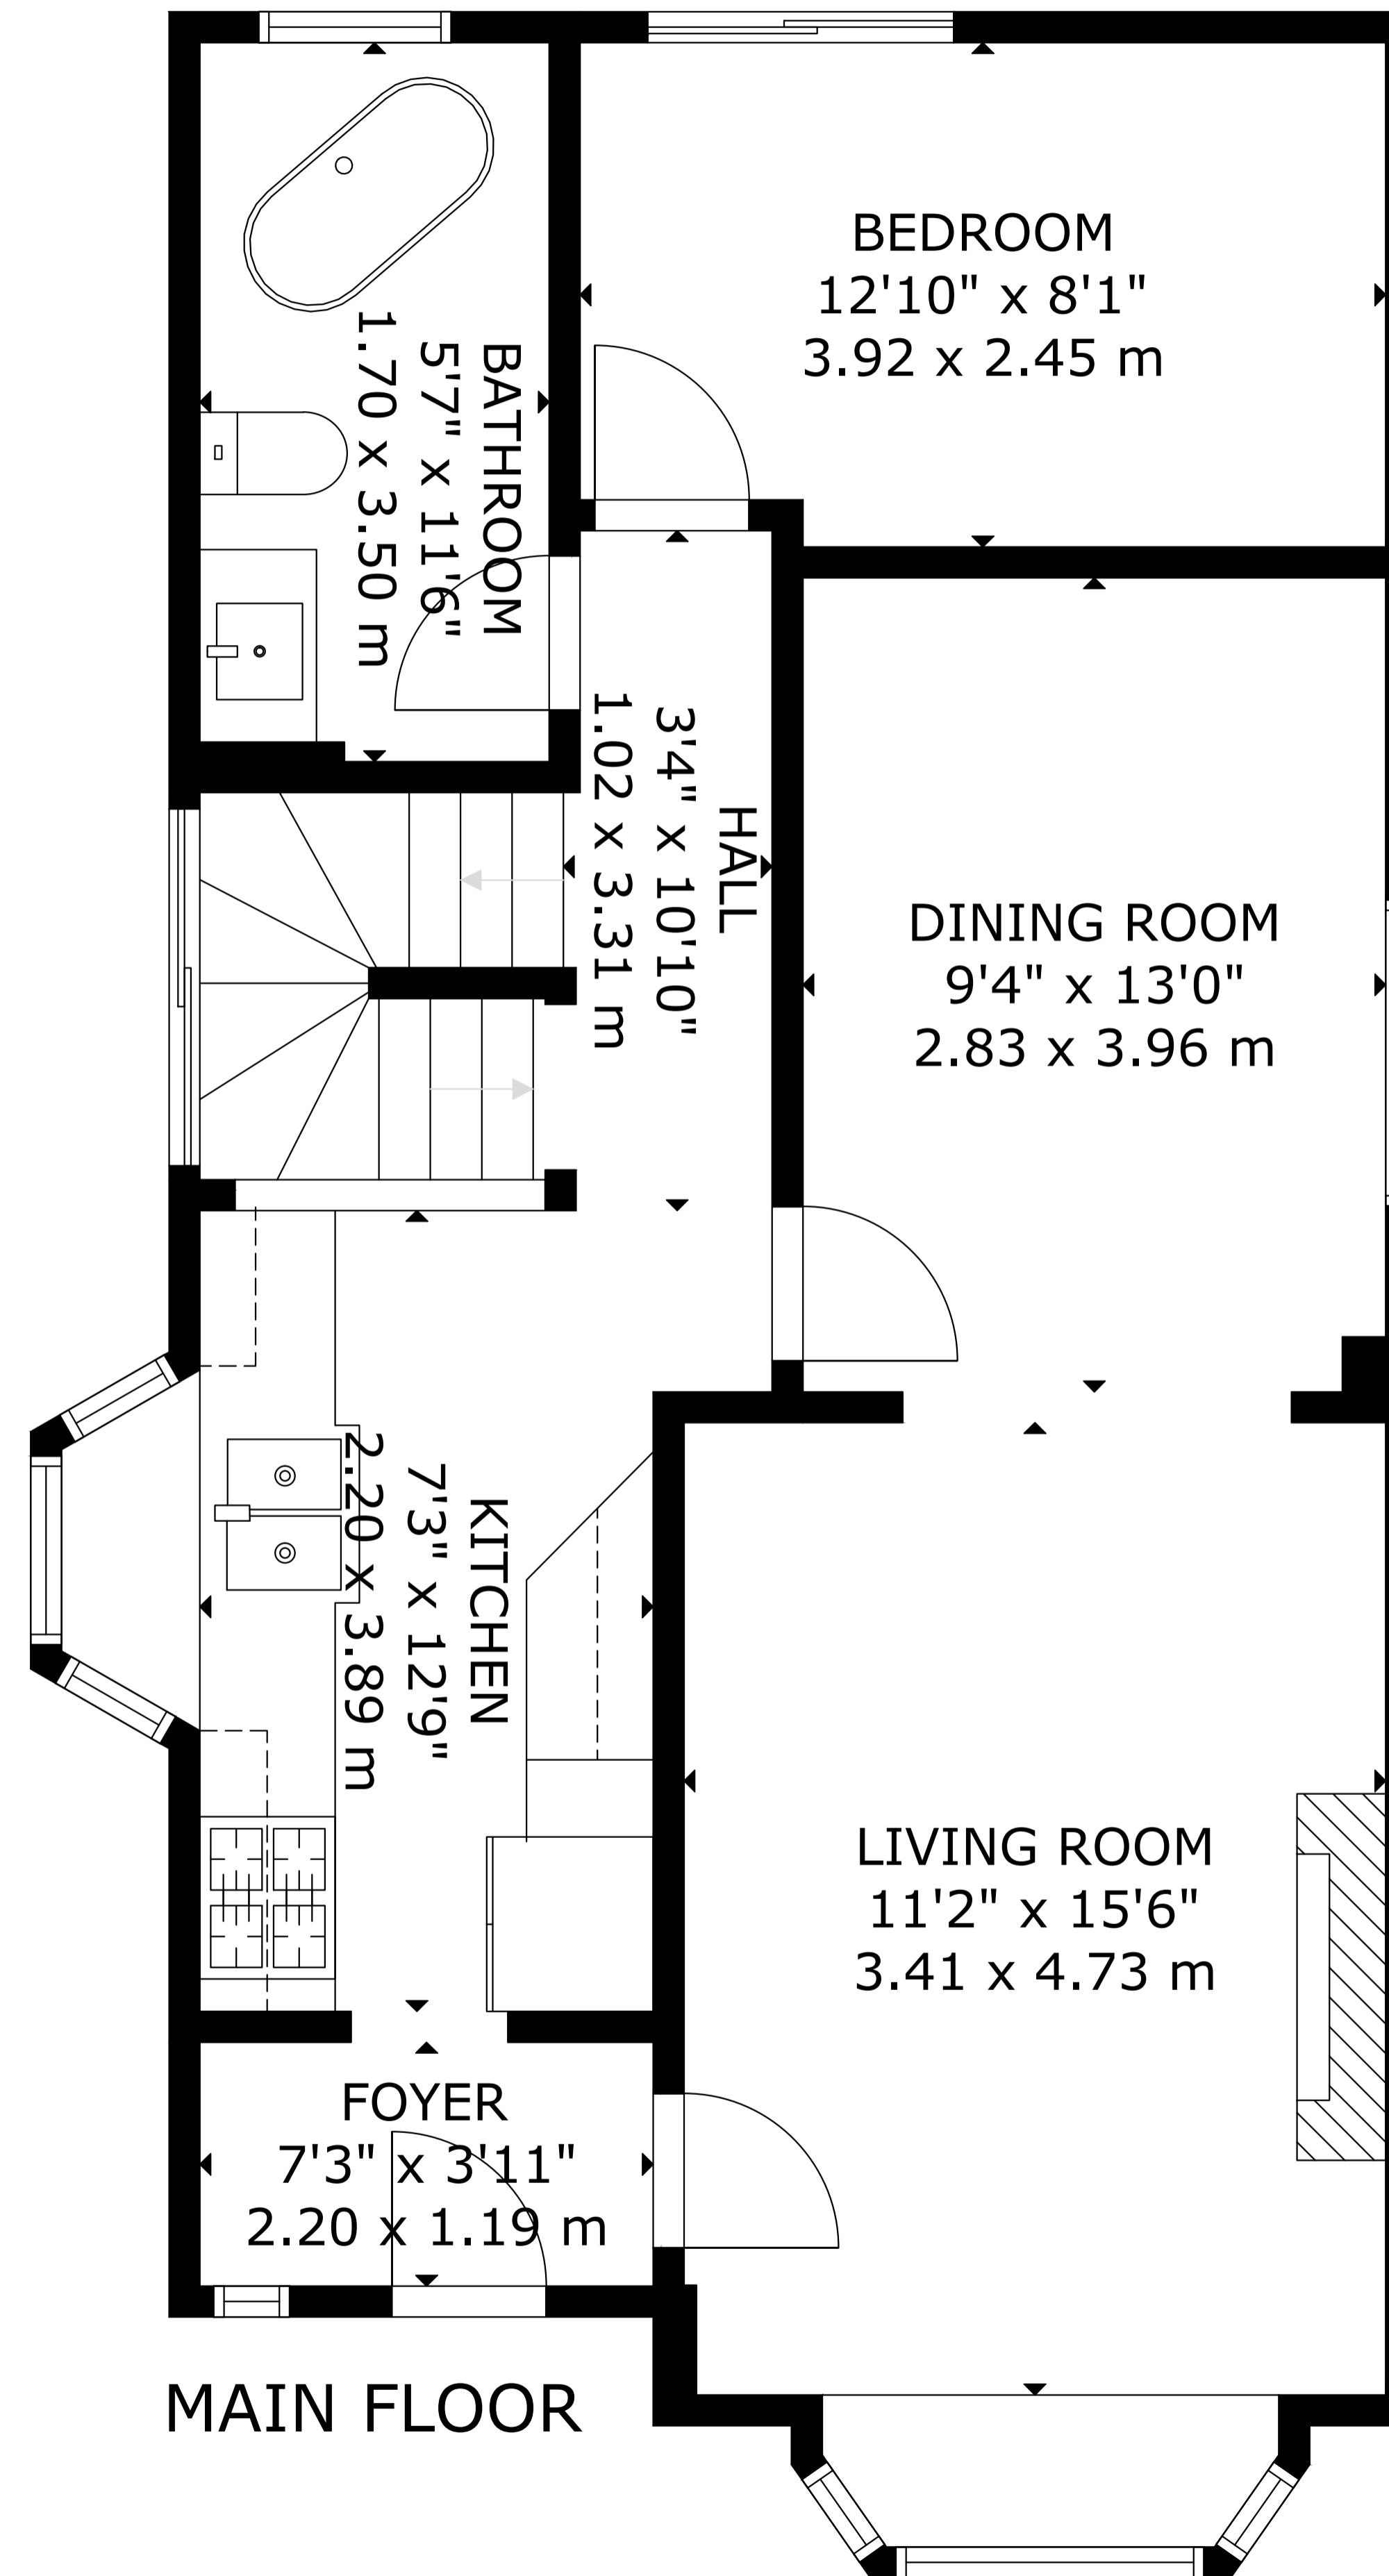 BEDROOM
12'10" x 8'1"
3.92 x 2.45 m
BATHROOM
5'7" x 11'6"
1.70 x 3.50 m
HALL
3'4" x 10'10"
1.02 x 3.31 m
DINING ROOM
9'4" x 13'0"
2.83 x 3.96 m
KITCHEN
7'3" x 12'9"
2.20 x 3.89 m
LIVING ROOM
11'2" x 15'6"
3.41 x 4.73 m
FOYER
7'3" x 3'11"
2.20 x 1.19 m
MAIN FLOOR